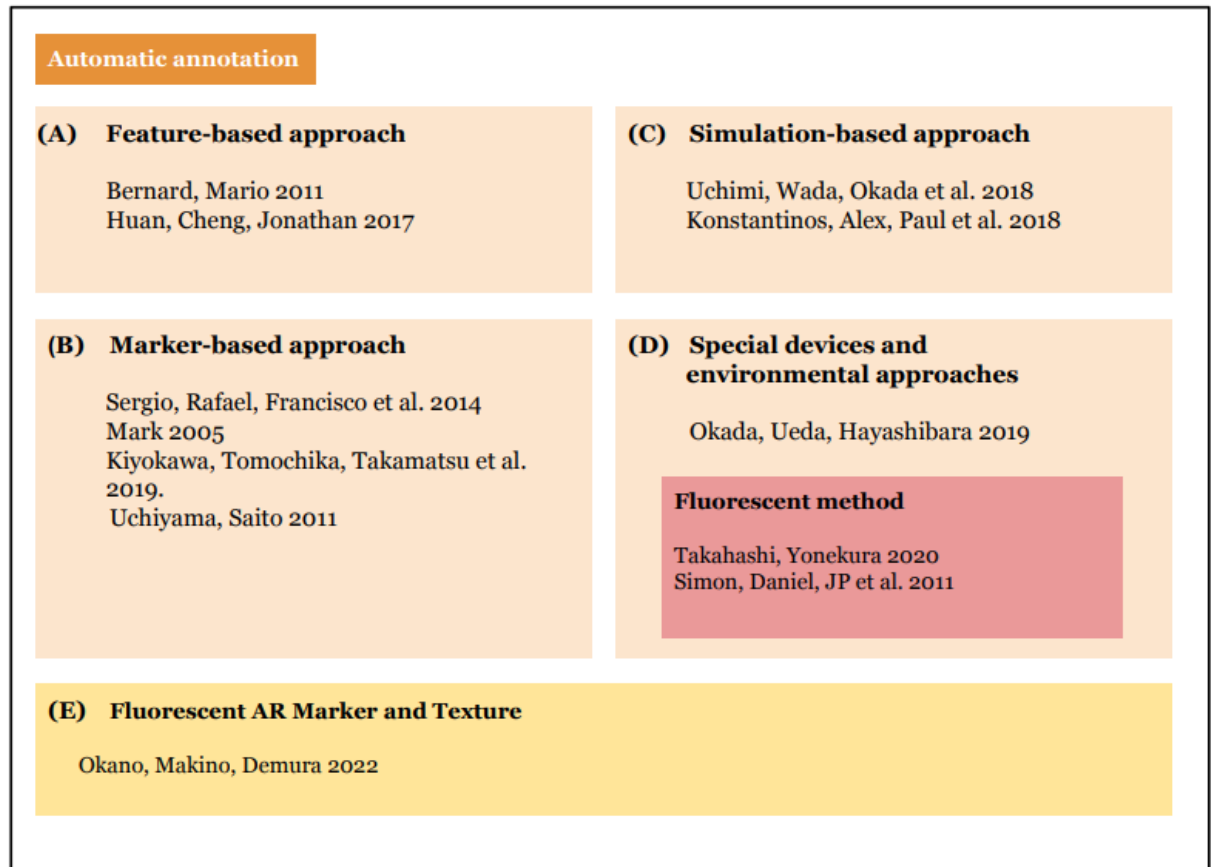 Automatic annotation
(A) Feature-based approach
Bernard, Mario 2011
Huan, Cheng, Jonathan 2017
(B) Marker-based approach
Sergio, Rafael, Francisco et al. 2014
Mark 2005
Kiyokawa, Tomochika, Takamatsu et al.
2019.
Uchiyama, Saito 2011
(C) Simulation-based approach
Uchimi, Wada, Okada et al. 2018
Konstantinos, Alex, Paul et al. 2018
(D) Special devices and
environmental approaches
Okada, Ueda, Hayashibara 2019
Fluorescent method
Takahashi, Yonekura 2020
Simon, Daniel, JP et al. 2011
(E) Fluorescent AR Marker and Texture
Okano, Makino, Demura 2022